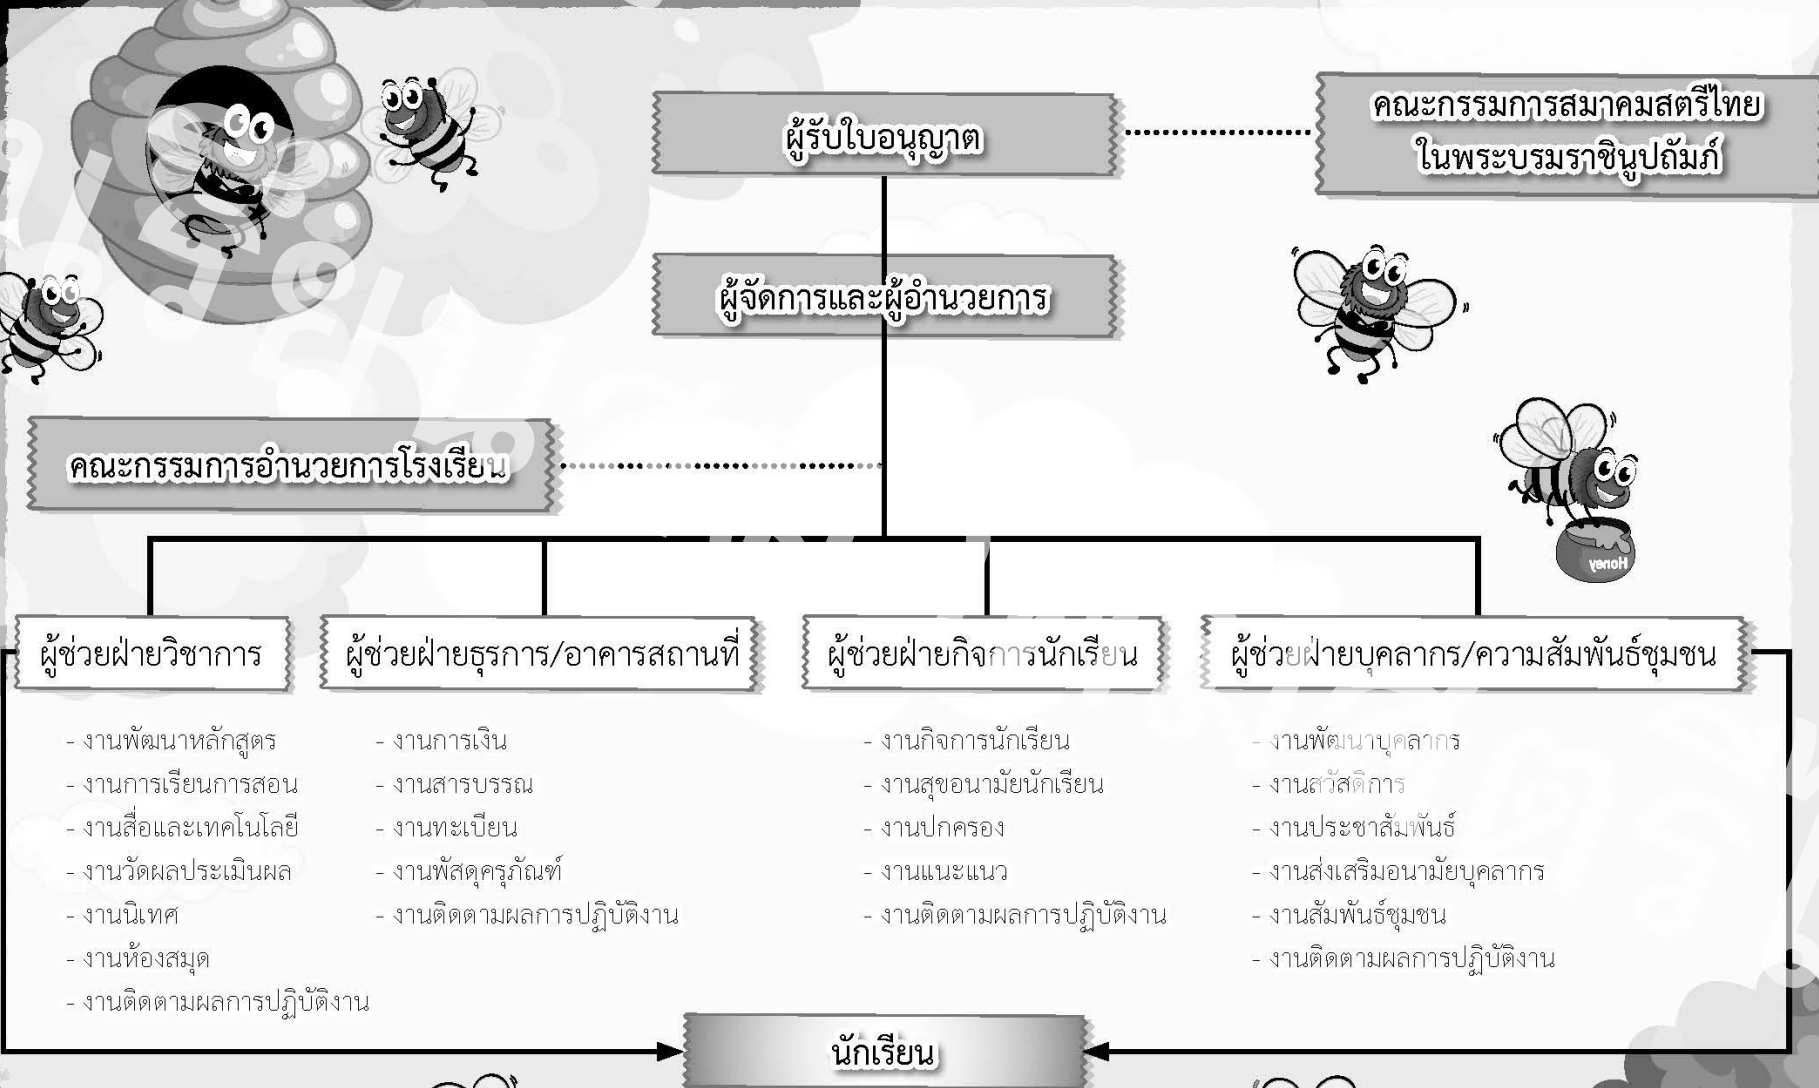 ผู้รับใบอนุญาต
คณะกรรมการสมาคมสตรีไทย
ในพระบรมราชินูปถัมภ์
ผู้จัดการและผู้อำนวยการ
คณะกรรมการอำนวยการโรงเรียน
Honey
ผู้ช่วยฝ่ายวิชาการ
- งานพัฒนาหลักสูตร
- งานการเรียนการสอน
- งานสื่อและเทคโนโลยี
- งานวัดผลประเมินผล
- งานนิเทศ
- งานห้องสมุด
- งานติดตามผลการปฏิบัติงาน
ผู้ช่วยฝ่ายธุรการ/อาคารสถานที่
- งานการเงิน
- งานสารบรรณ
- งานทะเบียน
- งานพัสดุครุภัณฑ์
- งานติดตามผลการปฏิบัติงาน
ผู้ช่วยฝ่ายกิจการนักเรียน
- งานกิจการนักเรียน
- งานสุขอนามัยนักเรียน
- งานปกครอง
- งานแนะแนว
- งานติดตามผลการปฏิบัติงาน
ผู้ช่วยฝ่ายบุคลากร/ความสัมพันธ์ชุมชน
- งานพัฒนาบุคลากร
- งานสวัสดิการ
- งานประชาสัมพันธ์
- งานส่งเสริมอนามัยบุคลากร
- งานสัมพันธ์ชุมชน
- งานติดตามผลการปฏิบัติงาน
นักเรียน